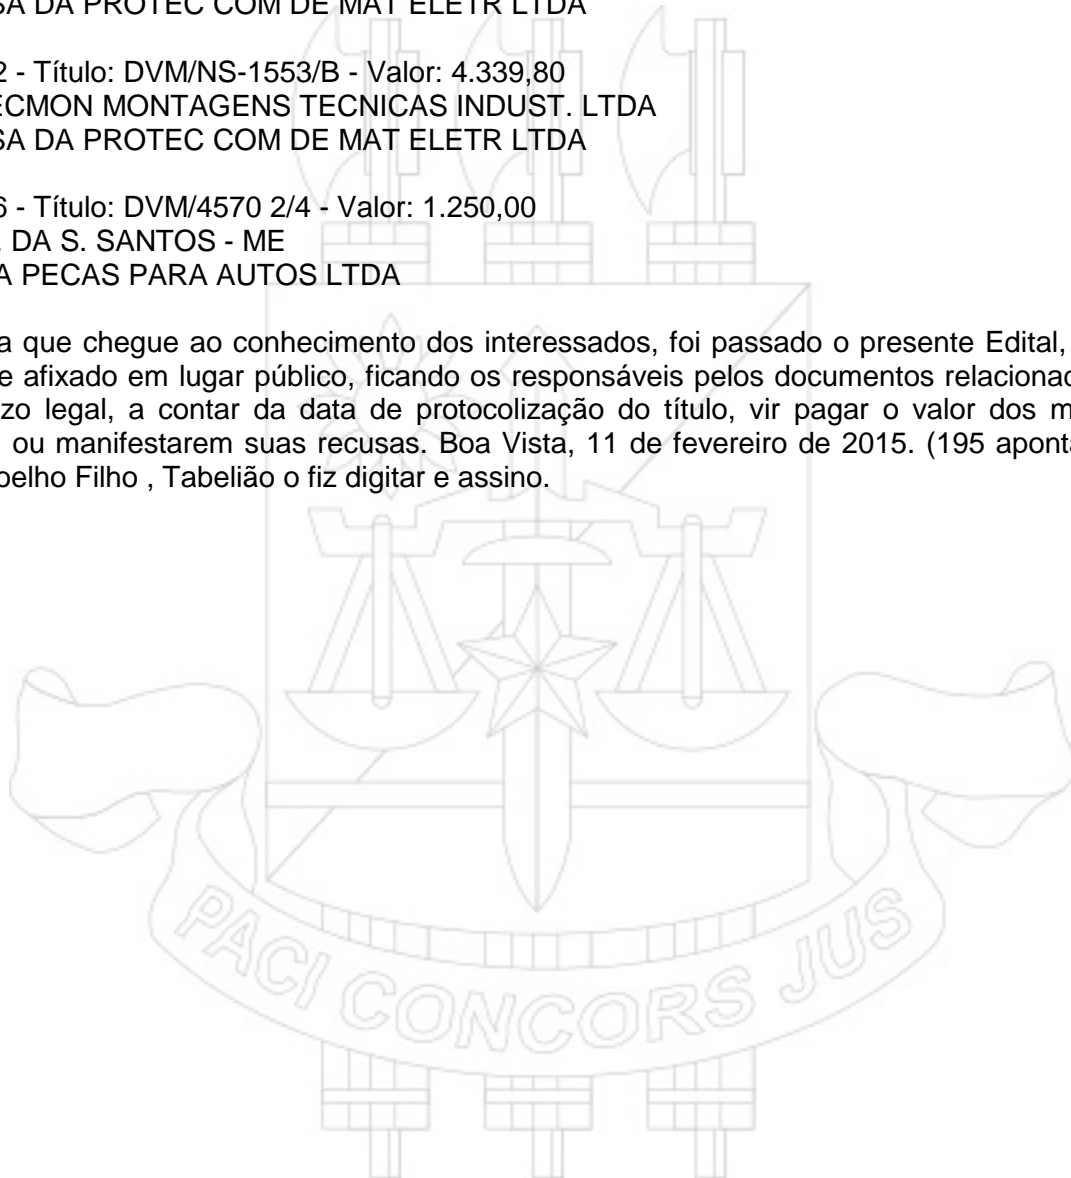 SA DA PROTEC COM DE MAT ELETR LTDA
2 - Título: DVM/NS-1553/B - Valor: 4.339,80
ECMON MONTAGENS TECNICAS INDUST. LTDA
SA DA PROTEC COM DE MAT ELETR LTDA
6 - Título: DVM/4570 2/4 - Valor: 1.250,00
. DA S. SANTOS - ME
A PECAS PARA AUTOS LTDA
a que chegue ao conhecimento dos interessados, foi passado o presente Edital,
e afixado em lugar público, ficando os responsáveis pelos documentos relacionad
zo legal, a contar da data de protocolização do título, vir pagar o valor dos m
ou manifestarem suas recusas. Boa Vista, 11 de fevereiro de 2015. (195 aponta
oelho Filho , Tabelião o fiz digitar e assino.
PACI CONCORS JUS